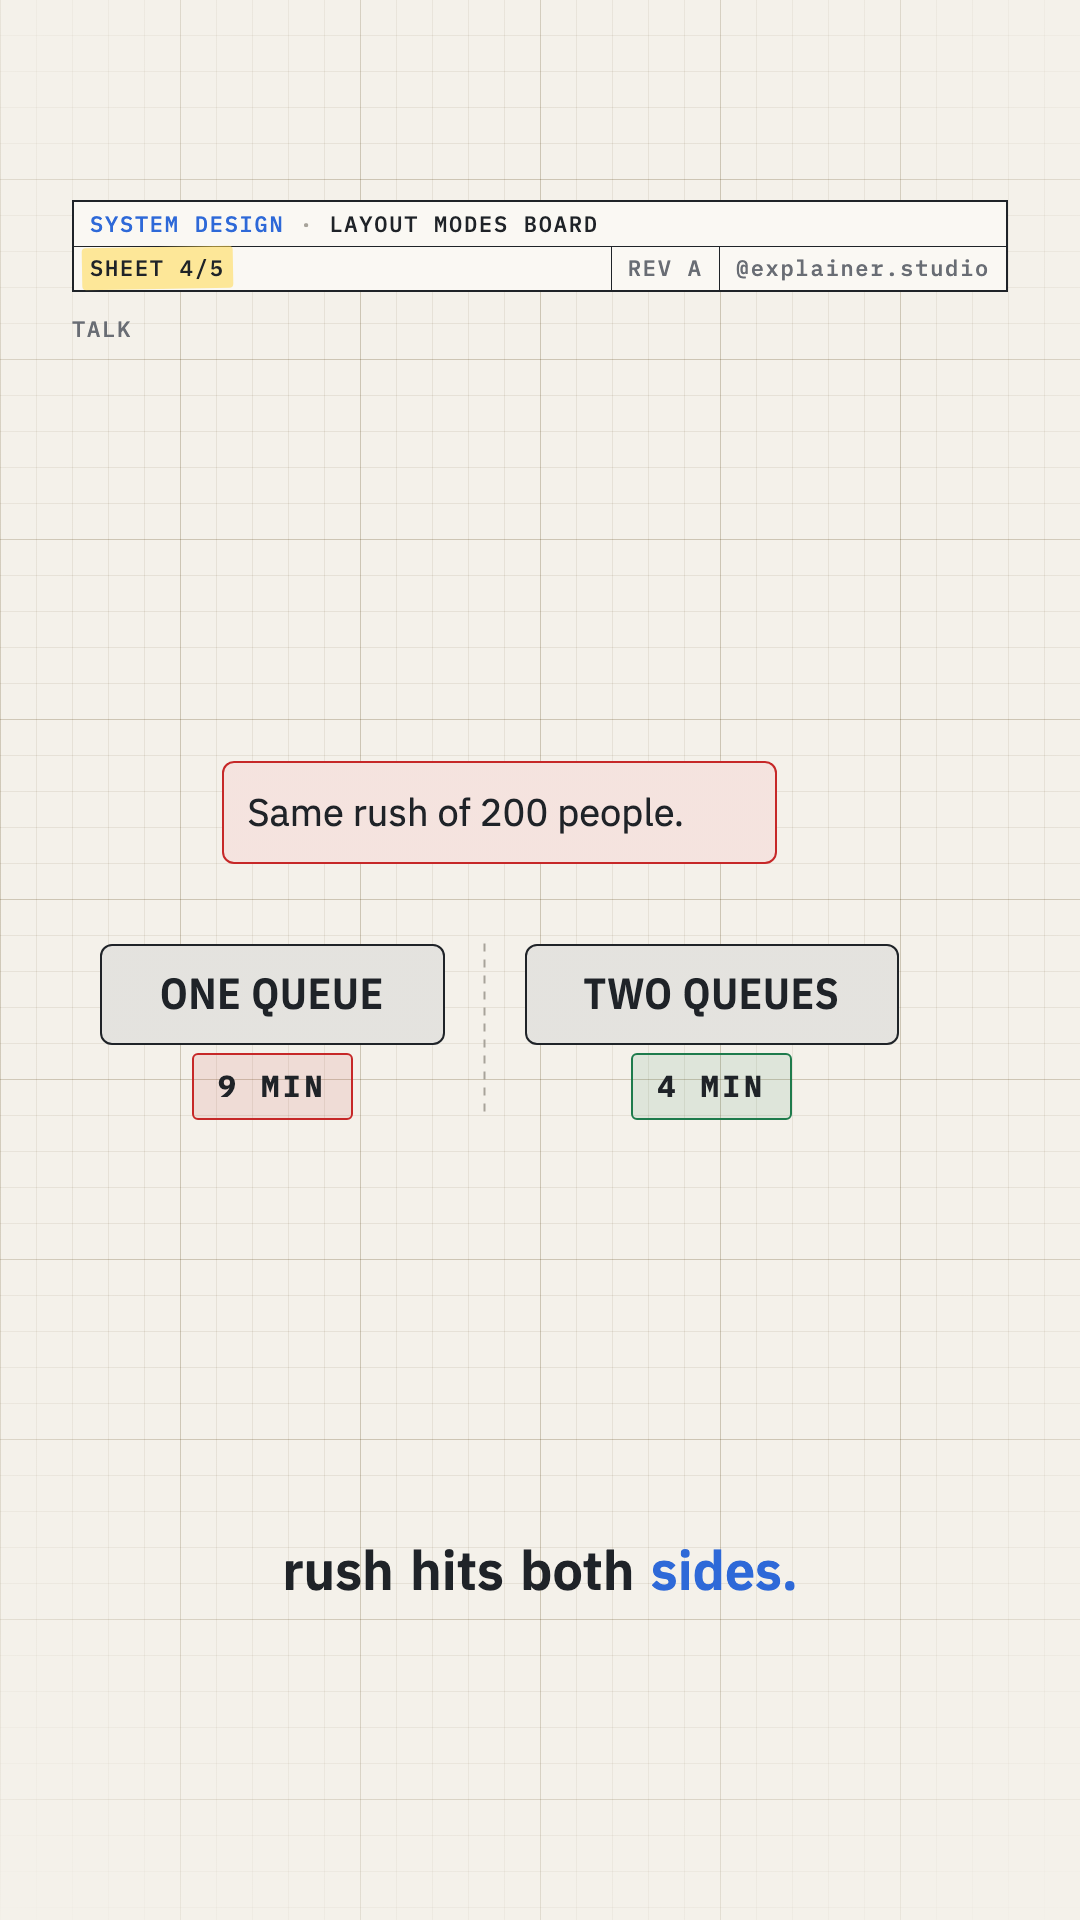 SYSTEM DESIGN · LAYOUT MODES BOARD
SHEET 4/5 REV A @explainer.studio
TALK
Same rush of 200 people.
ONE QUEUE TWO QUEUES
9 MIN 4 MIN
rush hits both sides.